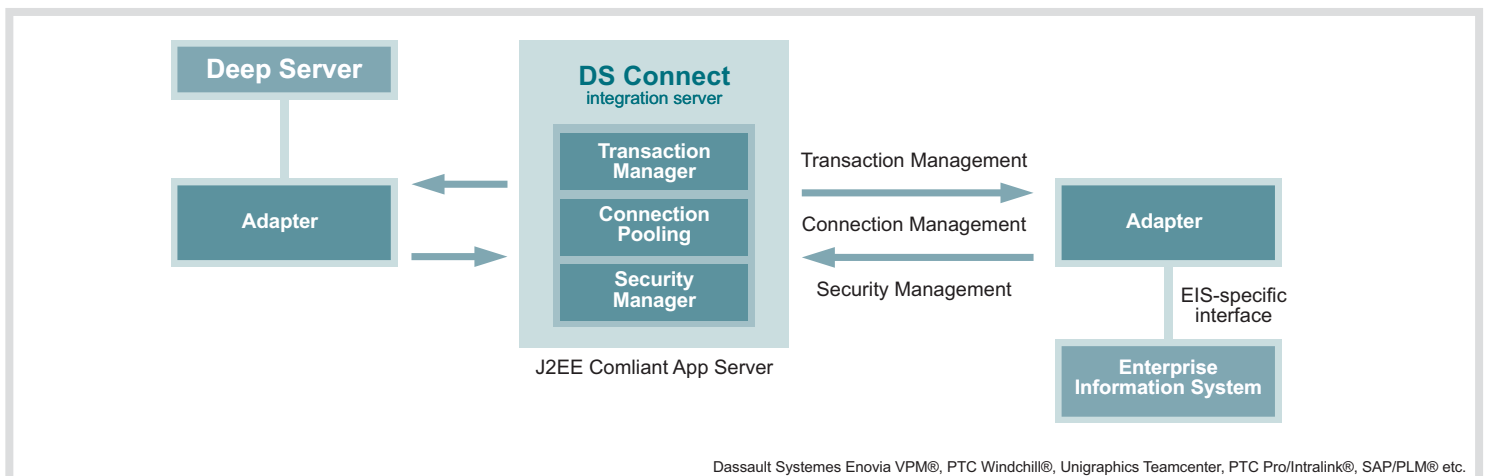 Deep Server
Adapter
DS Connect
integration server
Transaction
Manager
Connection
Pooling
Security
Manager
J2EE Comliant App Server
Transaction Management
Connection Management
Security Management
Adapter
EIS-specific
interface
Enterprise
Information System
Dassault Systemes Enovia VPM®, PTC Windchill®, Unigraphics Teamcenter, PTC Pro/Intralink®, SAP/PLM® etc.